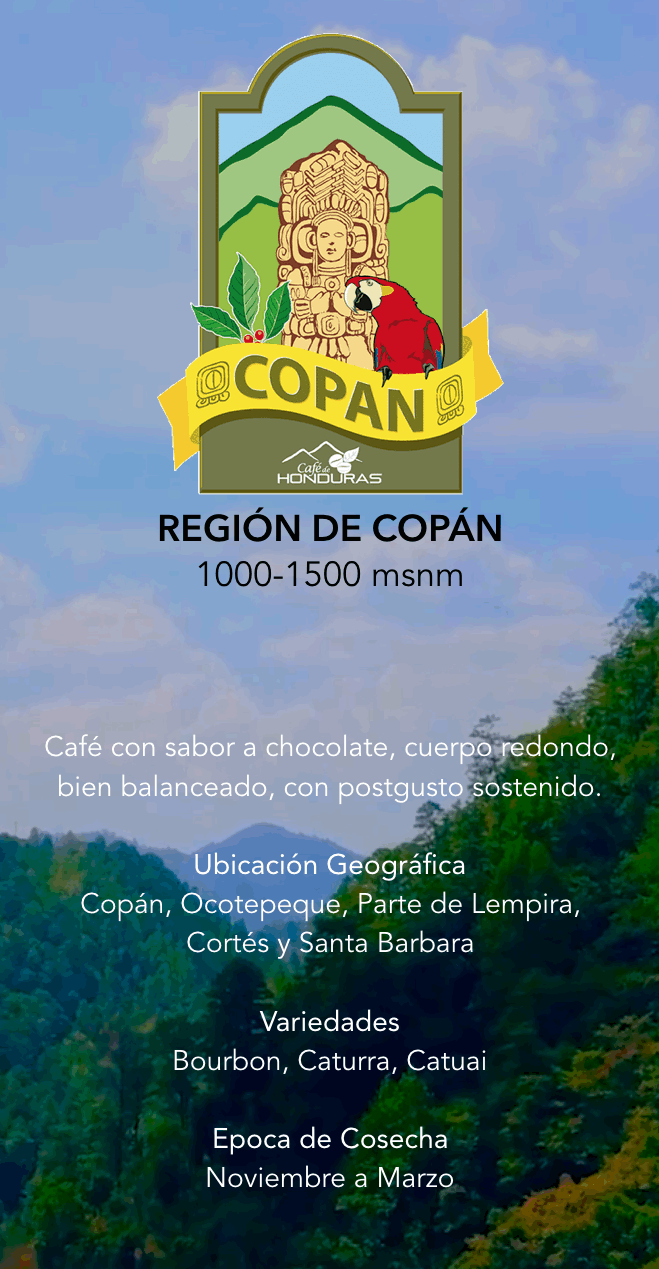 COPAN
Café de
HONDURAS
REGIÓN DE COPÁN
1000-1500 msnm
Café con sabor a chocolate, cuerpo redondo,
bien balanceado, con postgusto sostenido.
Ubicación Geográfica
Copán, Ocotepeque, Parte de Lempira,
Cortés y Santa Barbara
Variedades
Bourbon, Caturra, Catuai
Epoca de Cosecha
Noviembre a Marzo